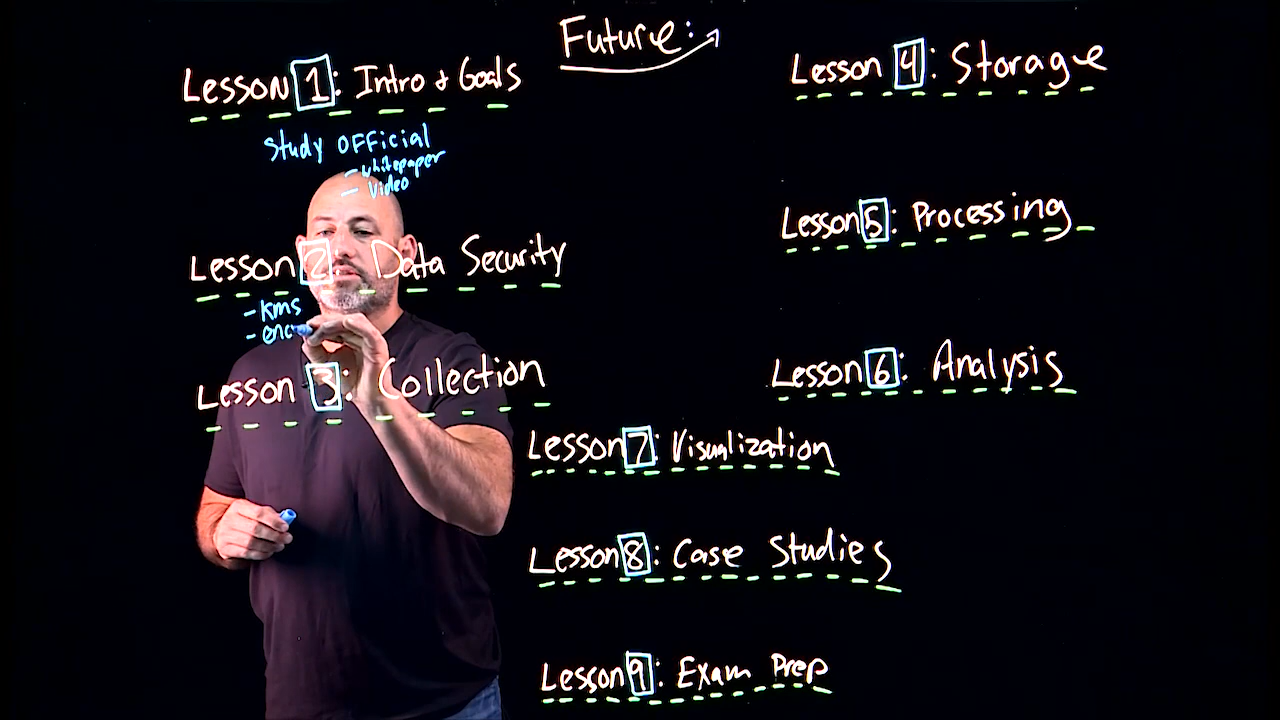 Future:
Lesson 1: Intro & Goals
Study OFFicial
- whitepaper
- Video
Lesson 2: Data Security
- KMS
- enc
Lesson 3: Collection
Lesson 4: Storage
Lesson 5: Processing
Lesson 6: Analysis
Lesson 7: Visualization
Lesson 8: Case Studies
Lesson 9: Exam Prep